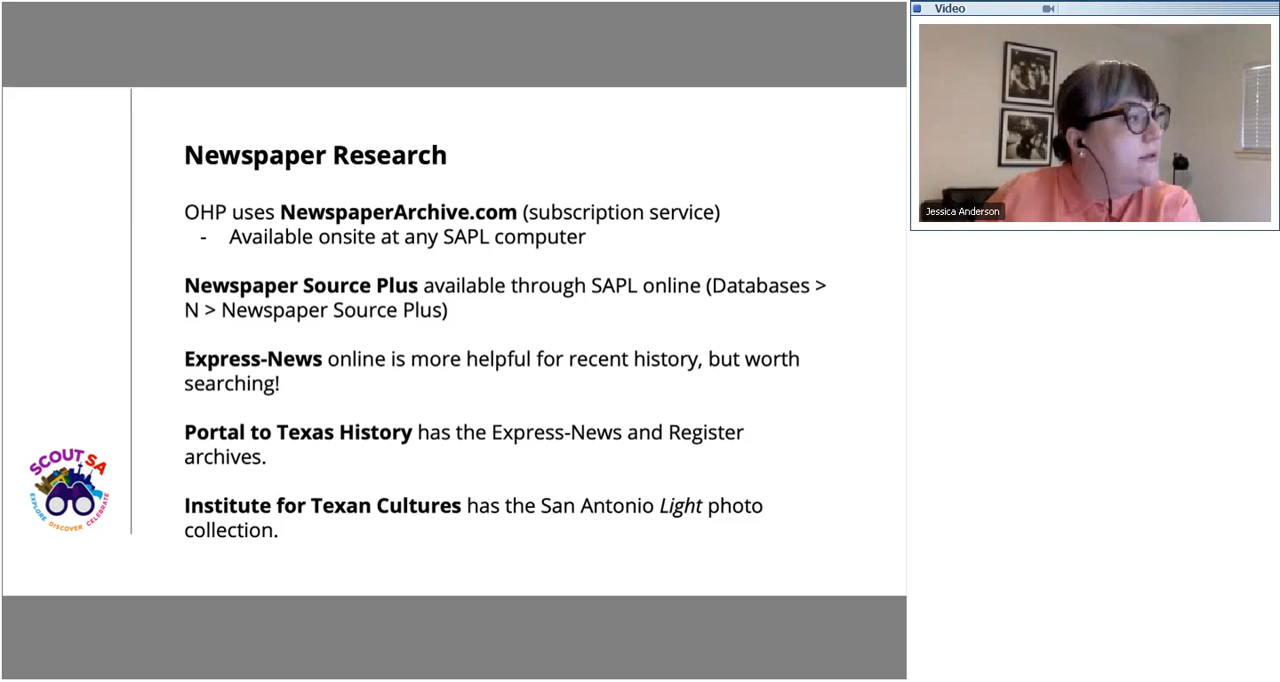 Video
Jessica Anderson
Newspaper Research
OHP uses NewspaperArchive.com (subscription service)
- Available onsite at any SAPL computer
Newspaper Source Plus available through SAPL online (Databases >
N > Newspaper Source Plus)
Express-News online is more helpful for recent history, but worth
searching!
Portal to Texas History has the Express-News and Register
archives.
Institute for Texan Cultures has the San Antonio Light photo
collection.
SCOUT SA
EXPLORE DISCOVER CELEBRATE